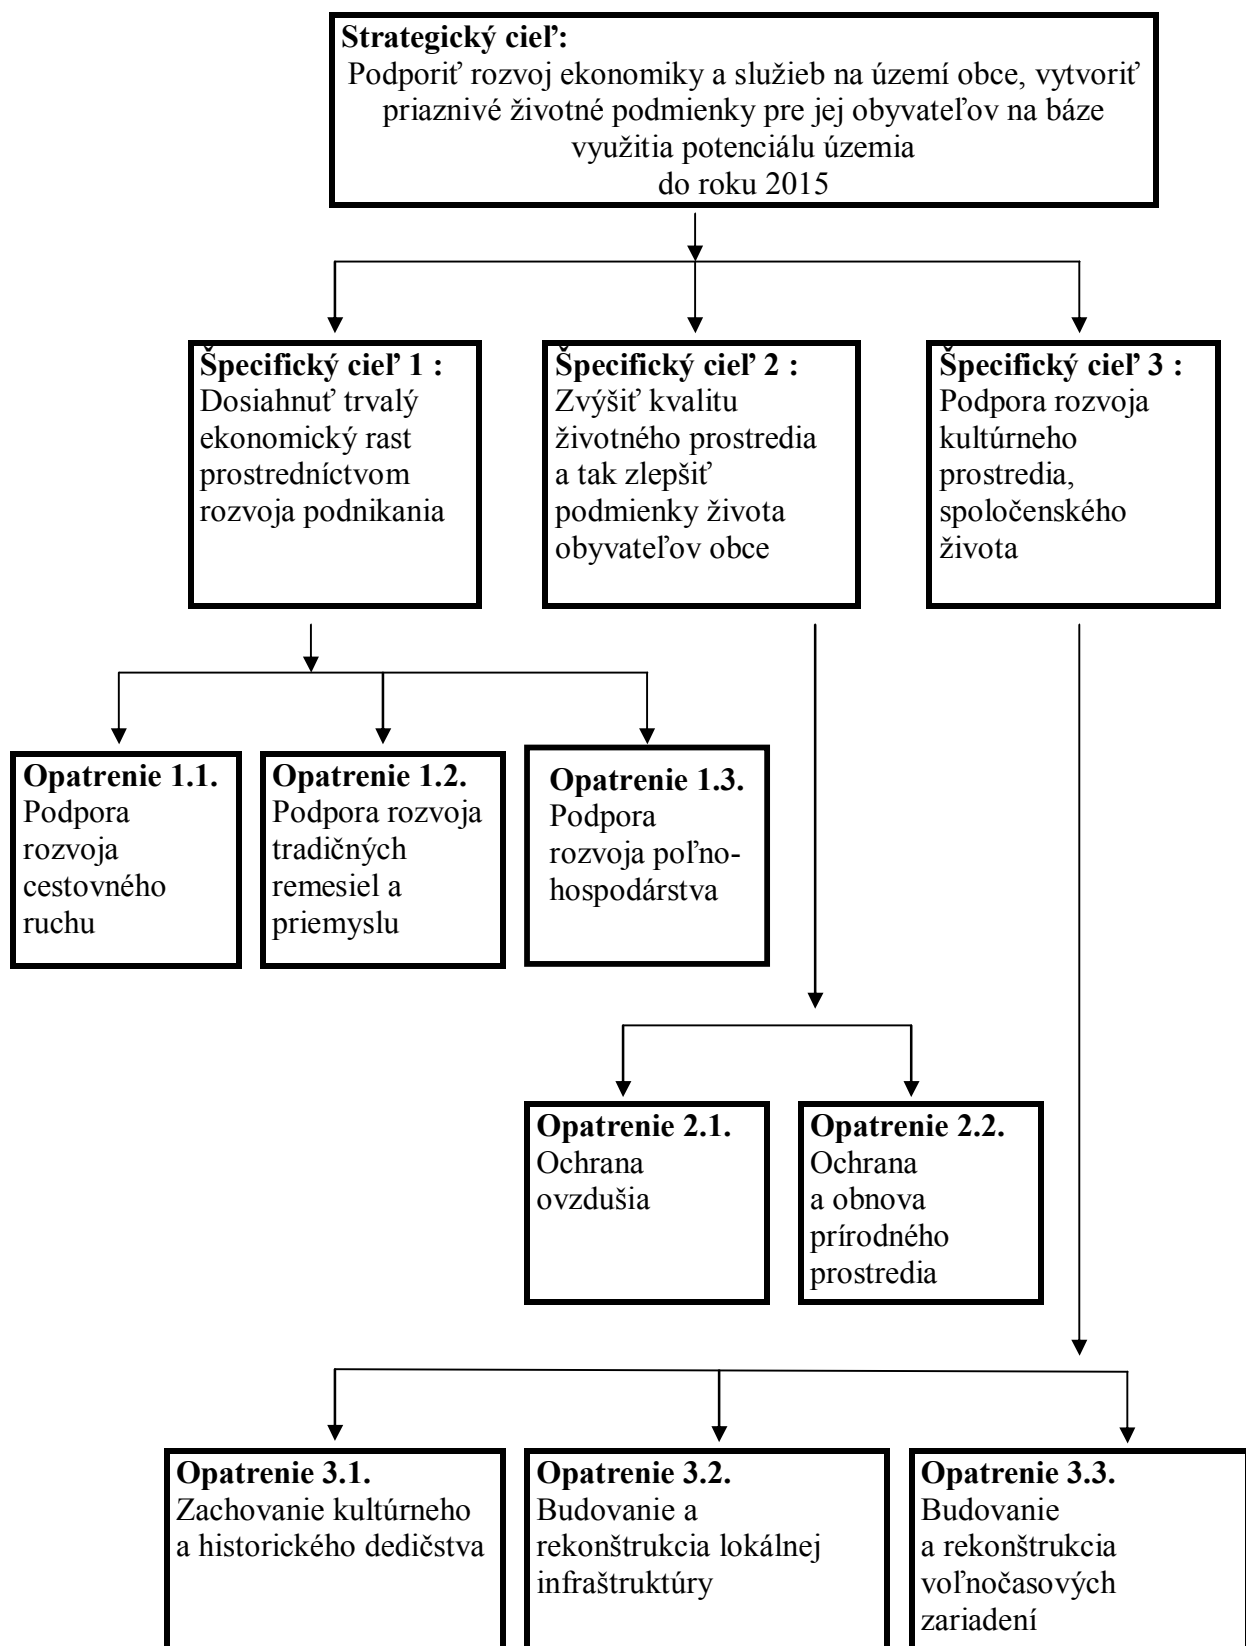 Strategický cieľ:
Podporiť rozvoj ekonomiky a služieb na území obce, vytvoriť
priaznivé životné podmienky pre jej obyvateľov na báze
využitia potenciálu územia
do roku 2015
Špecifický cieľ 1 :
Dosiahnuť trvalý
ekonomický rast
prostredníctvom
rozvoja podnikania
Špecifický cieľ 2 :
Zvýšiť kvalitu
životného prostredia
a tak zlepšiť
podmienky života
obyvateľov obce
Špecifický cieľ 3 :
Podpora rozvoja
kultúrneho
prostredia,
spoločenského
života
Opatrenie 1.1.
Podpora
rozvoja
cestovného
ruchu
Opatrenie 1.2.
Podpora rozvoja
tradičných
remesiel a
priemyslu
Opatrenie 1.3.
Podpora
rozvoja poľno-
hospodárstva
Opatrenie 2.1.
Ochrana
ovzdušia
Opatrenie 2.2.
Ochrana
a obnova
prírodného
prostredia
Opatrenie 3.1.
Zachovanie kultúrneho
a historického dedičstva
Opatrenie 3.2.
Budovanie a
rekonštrukcia lokálnej
infraštruktúry
Opatrenie 3.3.
Budovanie
a rekonštrukcia
voľnočasových
zariadení